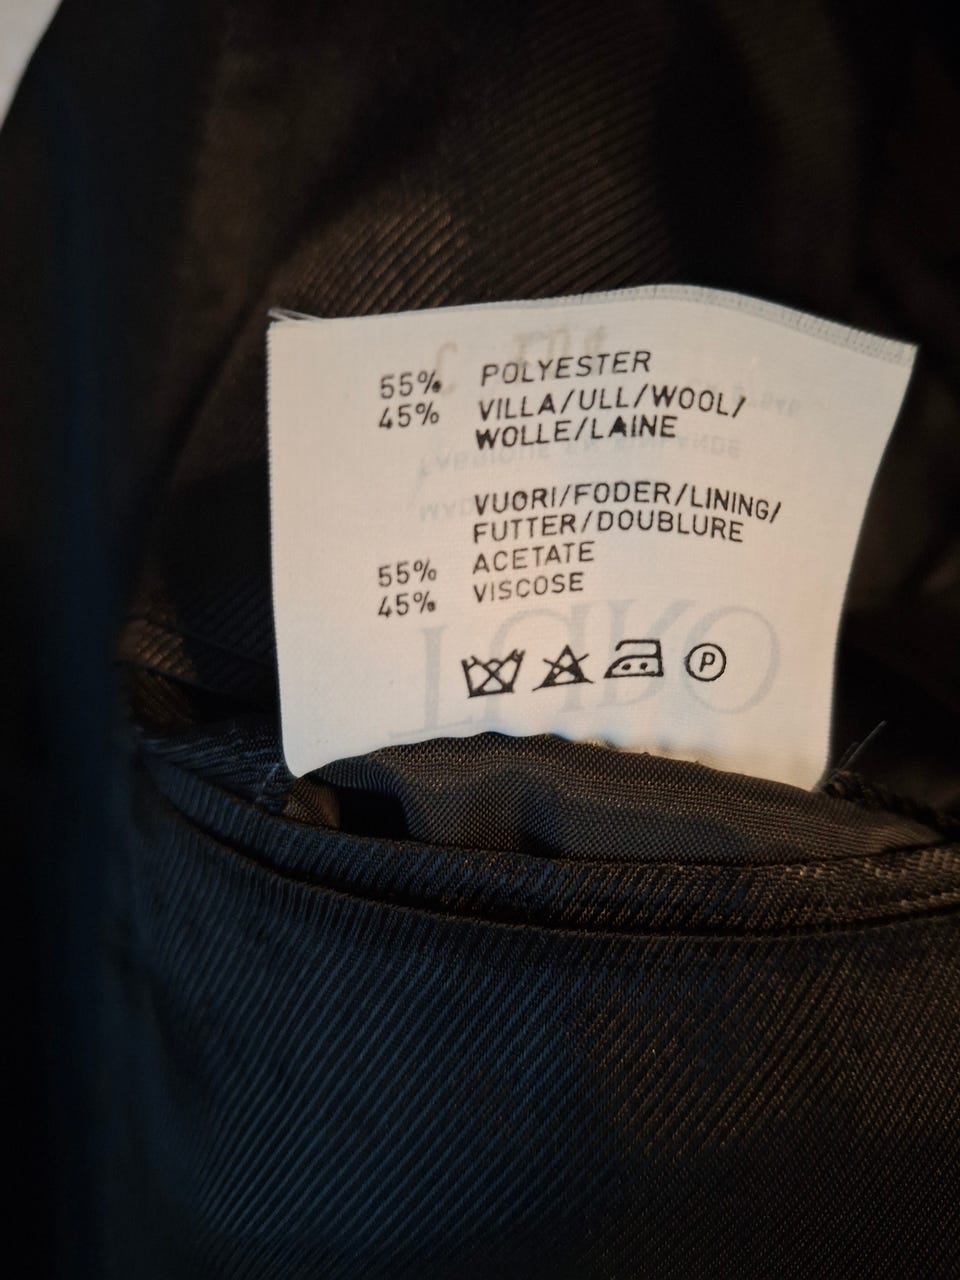 55% POLYESTER
45% VILLA/ULL/WOOL/
WOLLE/LAINE
VUORI/FODER/LINING/
FUTTER/DOUBLURE
55% ACETATE
45% VISCOSE
P